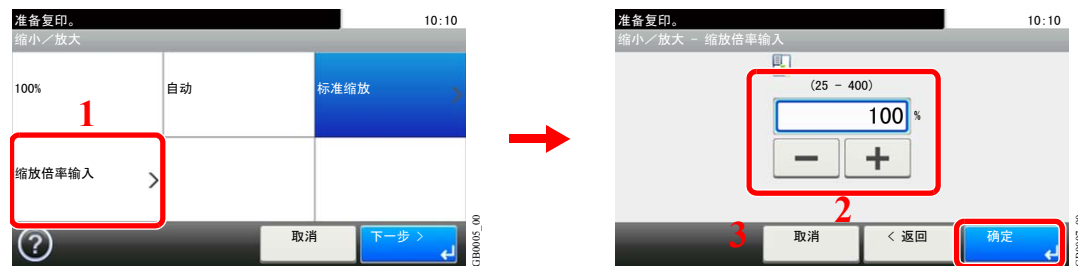 准备复印。 10:10
缩小／放大
100% 自动 标准缩放
1
缩放倍率输入
取消 下一步 >
GB0005_00
准备复印。 10:10
缩小／放大 - 缩放倍率输入
(25 - 400)
100 %
2
3
取消 < 返回 确定